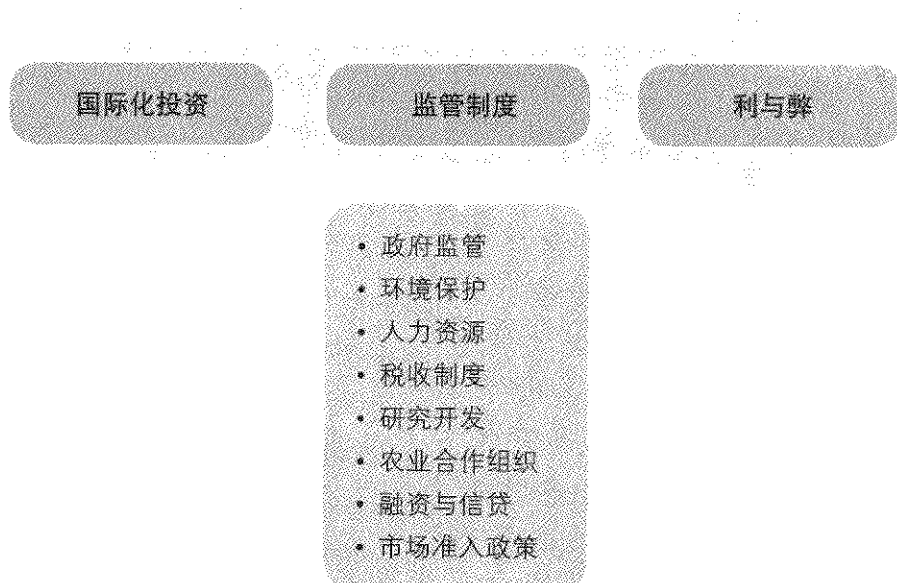 国际化投资
监管制度
利与弊
• 政府监管
• 环境保护
• 人力资源
• 税收制度
• 研究开发
• 农业合作组织
• 融资与信贷
• 市场准入政策